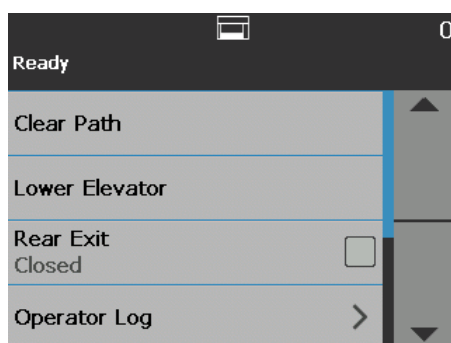 0
Ready
Clear Path
Lower Elevator
Rear Exit
Closed
Operator Log